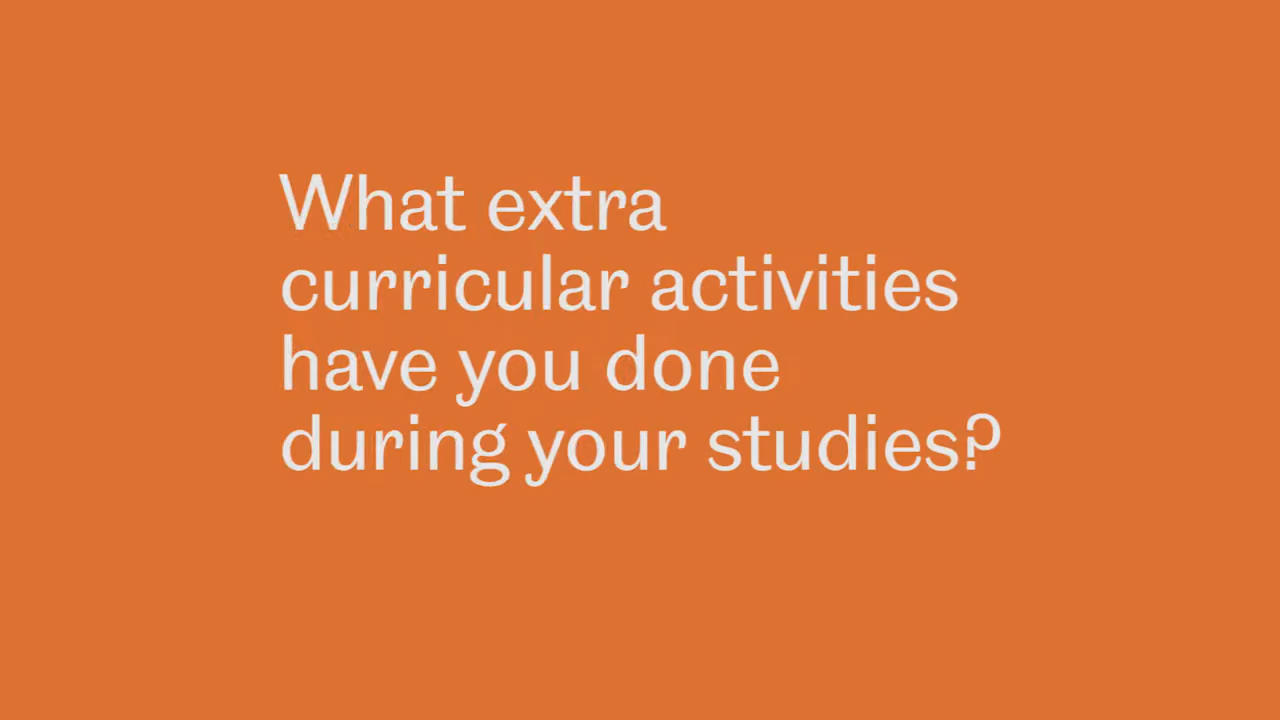 What extra
curricular activities
have you done
during your studies?